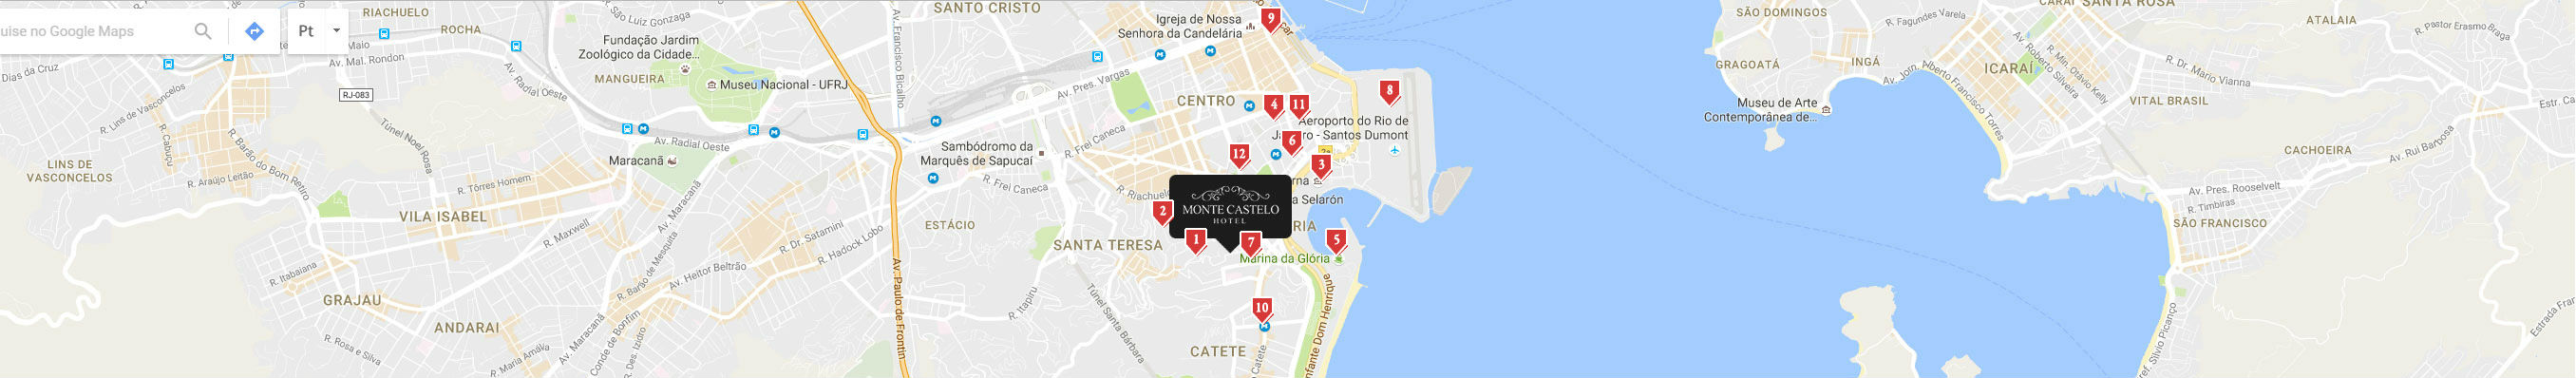 uise no Google Maps
Pt
RIACHUELO
ROCHA
Maio
Av. Mal. Rondon
Dias da Cruz
R. Lins de Vasconcelos
RJ-083
R. Cabuçu
Túnel Noel Rosa
R. Barão do Bom Retiro
R. Araújo Leitão
LINS DE
VASCONCELOS
R. São Luiz Gonzaga
Fundação Jardim
Zoológico da Cidade...
MANGUEIRA
Museu Nacional - UFRJ
Av. Radial Oeste
Av. Radial Oeste
Maracanã
R. Tôrres Homem
VILA ISABEL
R. Maxwell
Av. Maracanã
R. Barão de Mesquita
R. Dr. Satamini
R. Hadock Lobo
Av. Heitor Beltrão
R. Itabaiana
GRAJAU
ANDARAI
R. Rosa e Silva
R. Maria Amélia
Av. Maracanã
Conde de Bonfim
R. Des. Izidro
SANTO CRISTO
Av. Francisco Bicalho
Igreja de Nossa
Senhora da Candelária
9
Av. Pres. Vargas
CENTRO
4
11
8
Aeroporto do Rio de
ro - Santos Dumont
6
12
3
R. Frei Caneca
Sambódromo da
Marquês de Sapucaí
R. Frei Caneca
R. Riachuelo
rna
a Selarón
2
MONTE CASTELO
HOTEL
RIA
ESTÁCIO
SANTA TERESA
1
7
5
Marina da Glória
Av. Paulo de Frontin
R. Itapiru
Túnel Santa Bárbara
10
CATETE
Catete
nfante Dom Henrique
SÃO DOMINGOS
GRAGOATÁ
INGÁ
R. Fagundes Varela
Museu de Arte
Contemporânea de...
Av. Jorn. Alberto Francisco Torres
SANTA ROSA
Av. Roberto Silveira
R. Min. Otávio Kelly
ICARAÍ
R. Dr. Mario Vianna
VITAL BRASIL
ATALAIA
R. Pastor Erasmo Braga
Estr. Ca
CACHOEIRA
Av. Rui Barbosa
Av. Pres. Roosevelt
R. Timbiras
SÃO FRANCISCO
ref. Sílvio Picanço
Estrada Fra